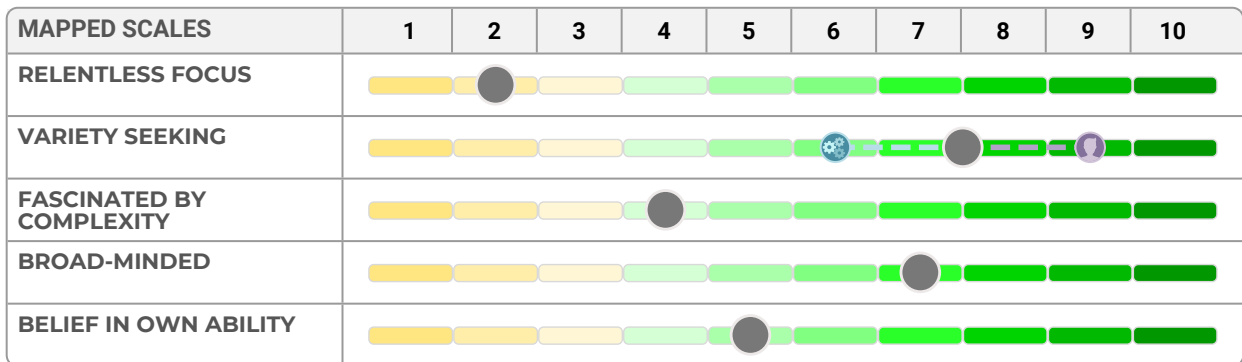 MAPPED SCALES 1 2 3 4 5 6 7 8 9 10
RELENTLESS FOCUS
VARIETY SEEKING
FASCINATED BY
COMPLEXITY
BROAD-MINDED
BELIEF IN OWN ABILITY